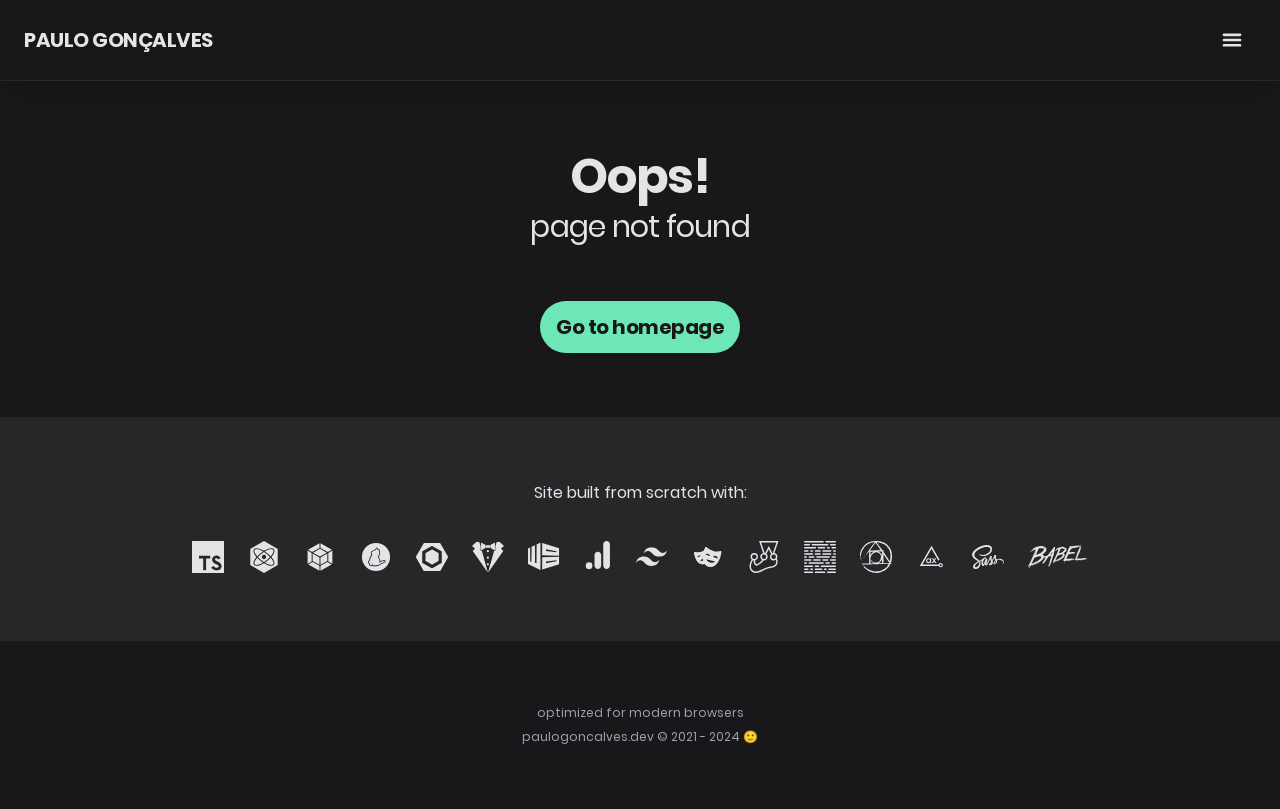 PAULO GONÇALVES
Oops!
page not found
Go to homepage
Site built from scratch with:
TS
ax
Sass
BABEL
optimized for modern browsers
paulogoncalves.dev © 2021 - 2024 🙂